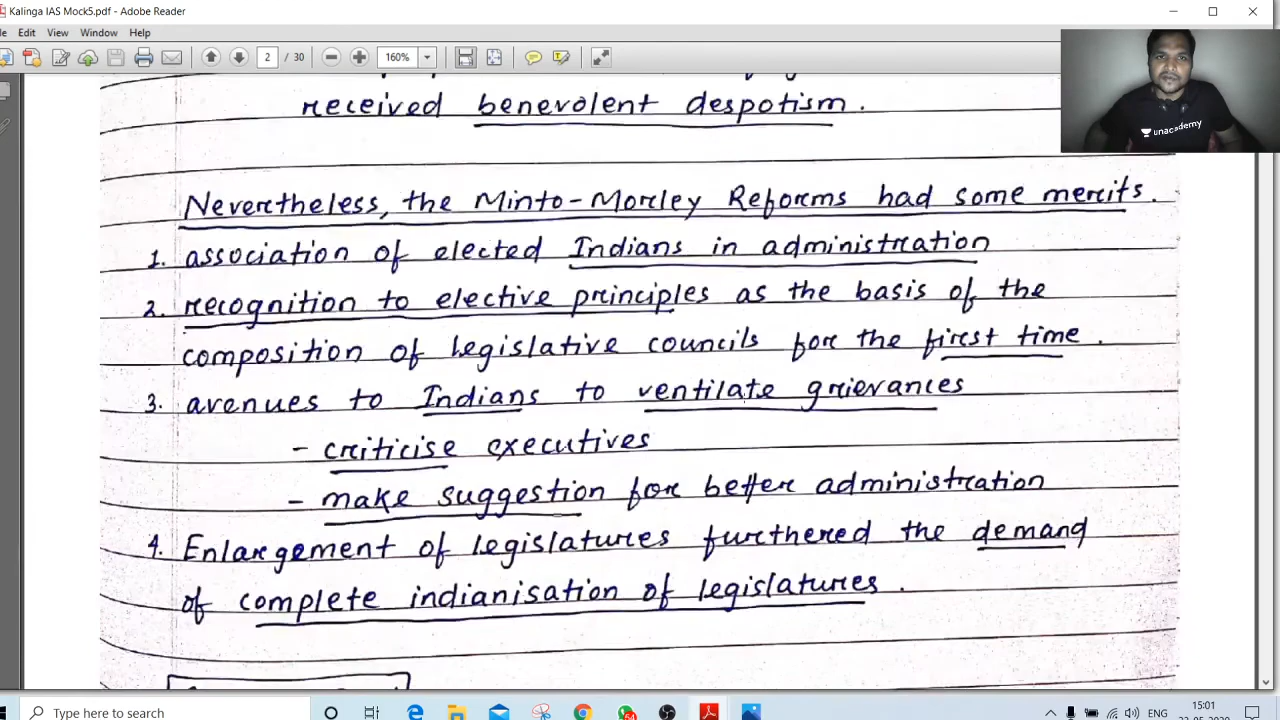 Kalinga IAS Mock5.pdf - Adobe Reader
Edit View Window Help
2 / 30 160%
unacademy
received benevolent despotism.
Nevertheless, the Minto-Morley Reforms had some merits.
1. association of elected Indians in administration
2. recognition to elective principles as the basis of the
composition of legislative councils for the first time.
3. avenues to Indians to ventilate grievances
- criticise executives
- make suggestion for better administration
4. Enlargement of legislatures furthered the demand
of complete indianisation of legislatures.
Type here to search
ENG
15:01